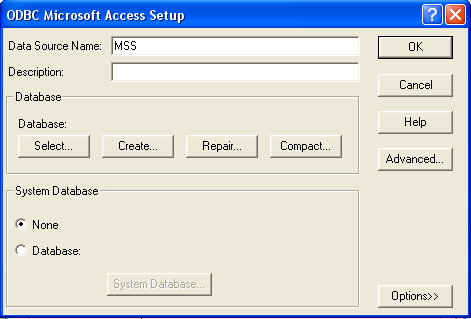 ODBC Microsoft Access Setup
Data Source Name: MSS OK
Description:
Cancel
Database
Database:
Help
Select... Create... Repair... Compact...
Advanced...
System Database
None
Database:
System Database...
Options>>